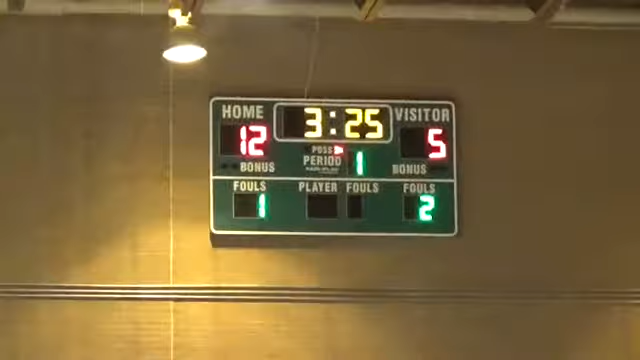 HOME 3:25 VISITOR
12 POSS 5
BONUS PERIOD 1 BONUS
FOULS PLAYER FOULS FOULS
1 2